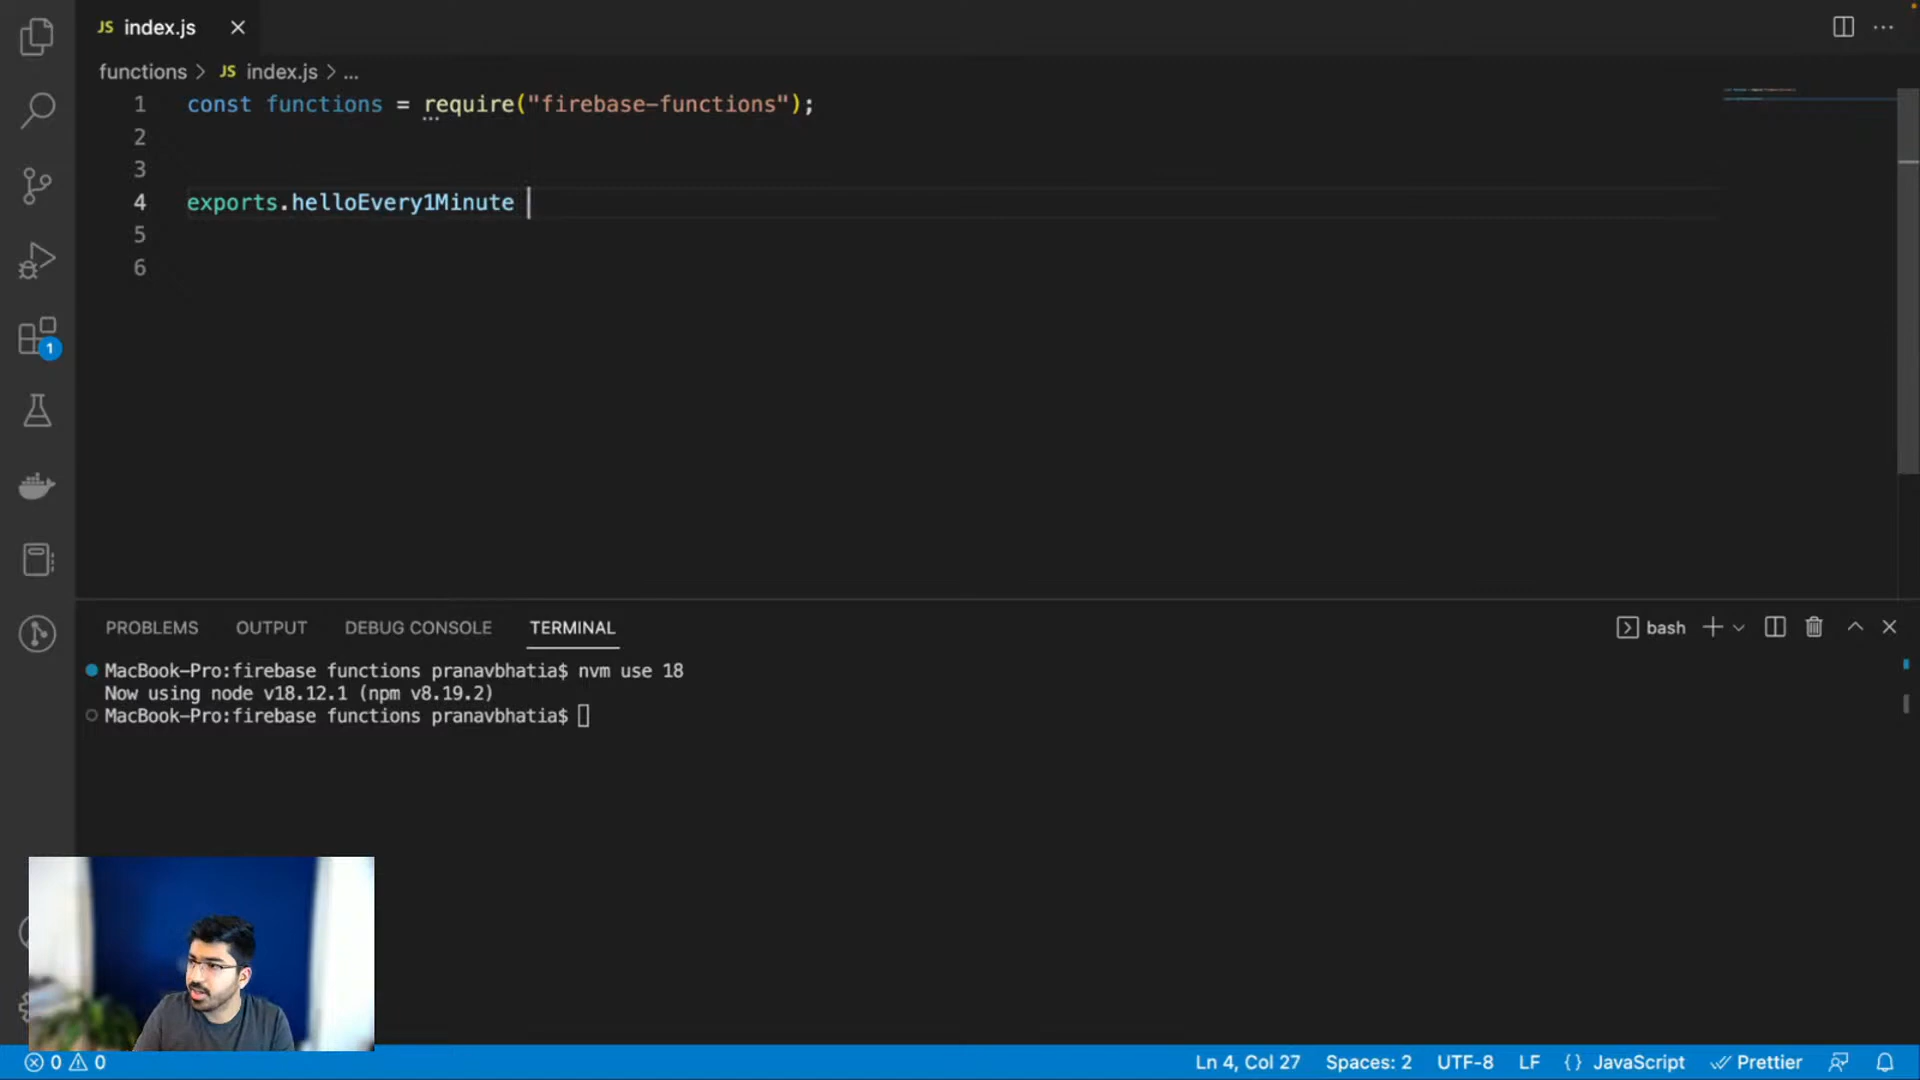 JS index.js
functions > JS index.js > ...
1 const functions = require("firebase-functions");
2
3
4 exports.helloEvery1Minute
5
6
1
PROBLEMS OUTPUT DEBUG CONSOLE TERMINAL bash
MacBook-Pro:firebase functions pranavbhatia$ nvm use 18
Now using node v18.12.1 (npm v8.19.2)
MacBook-Pro:firebase functions pranavbhatia$
0 0 Ln 4, Col 27 Spaces: 2 UTF-8 LF {} JavaScript Prettier